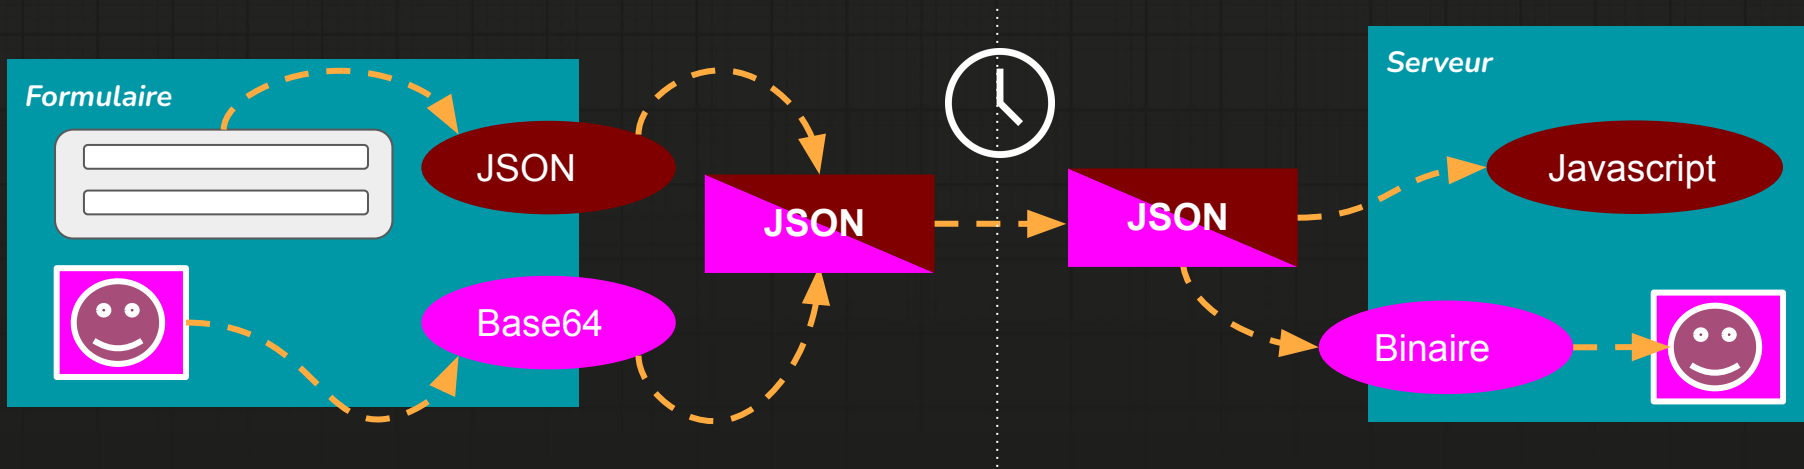 Formulaire
JSON
Base64
JSON
JSON
Serveur
Javascript
Binaire